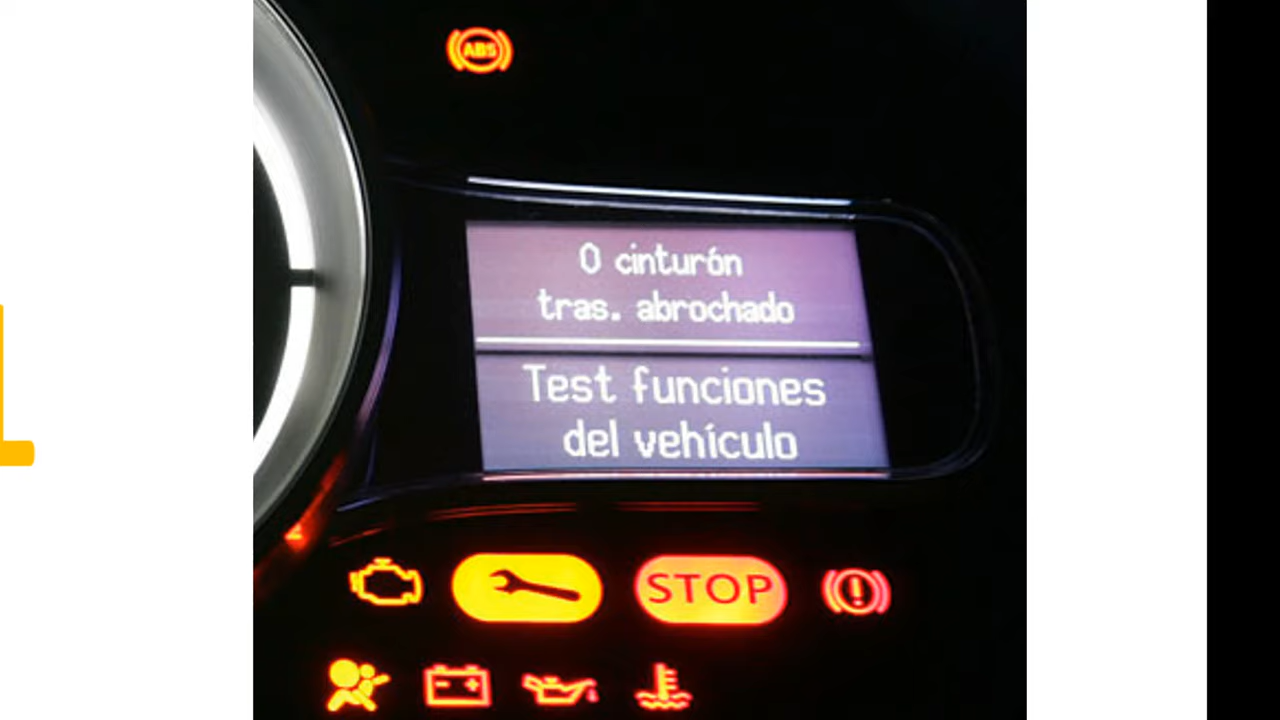 ABS
0 cinturón
tras. abrochado
Test funciones
del vehículo
STOP